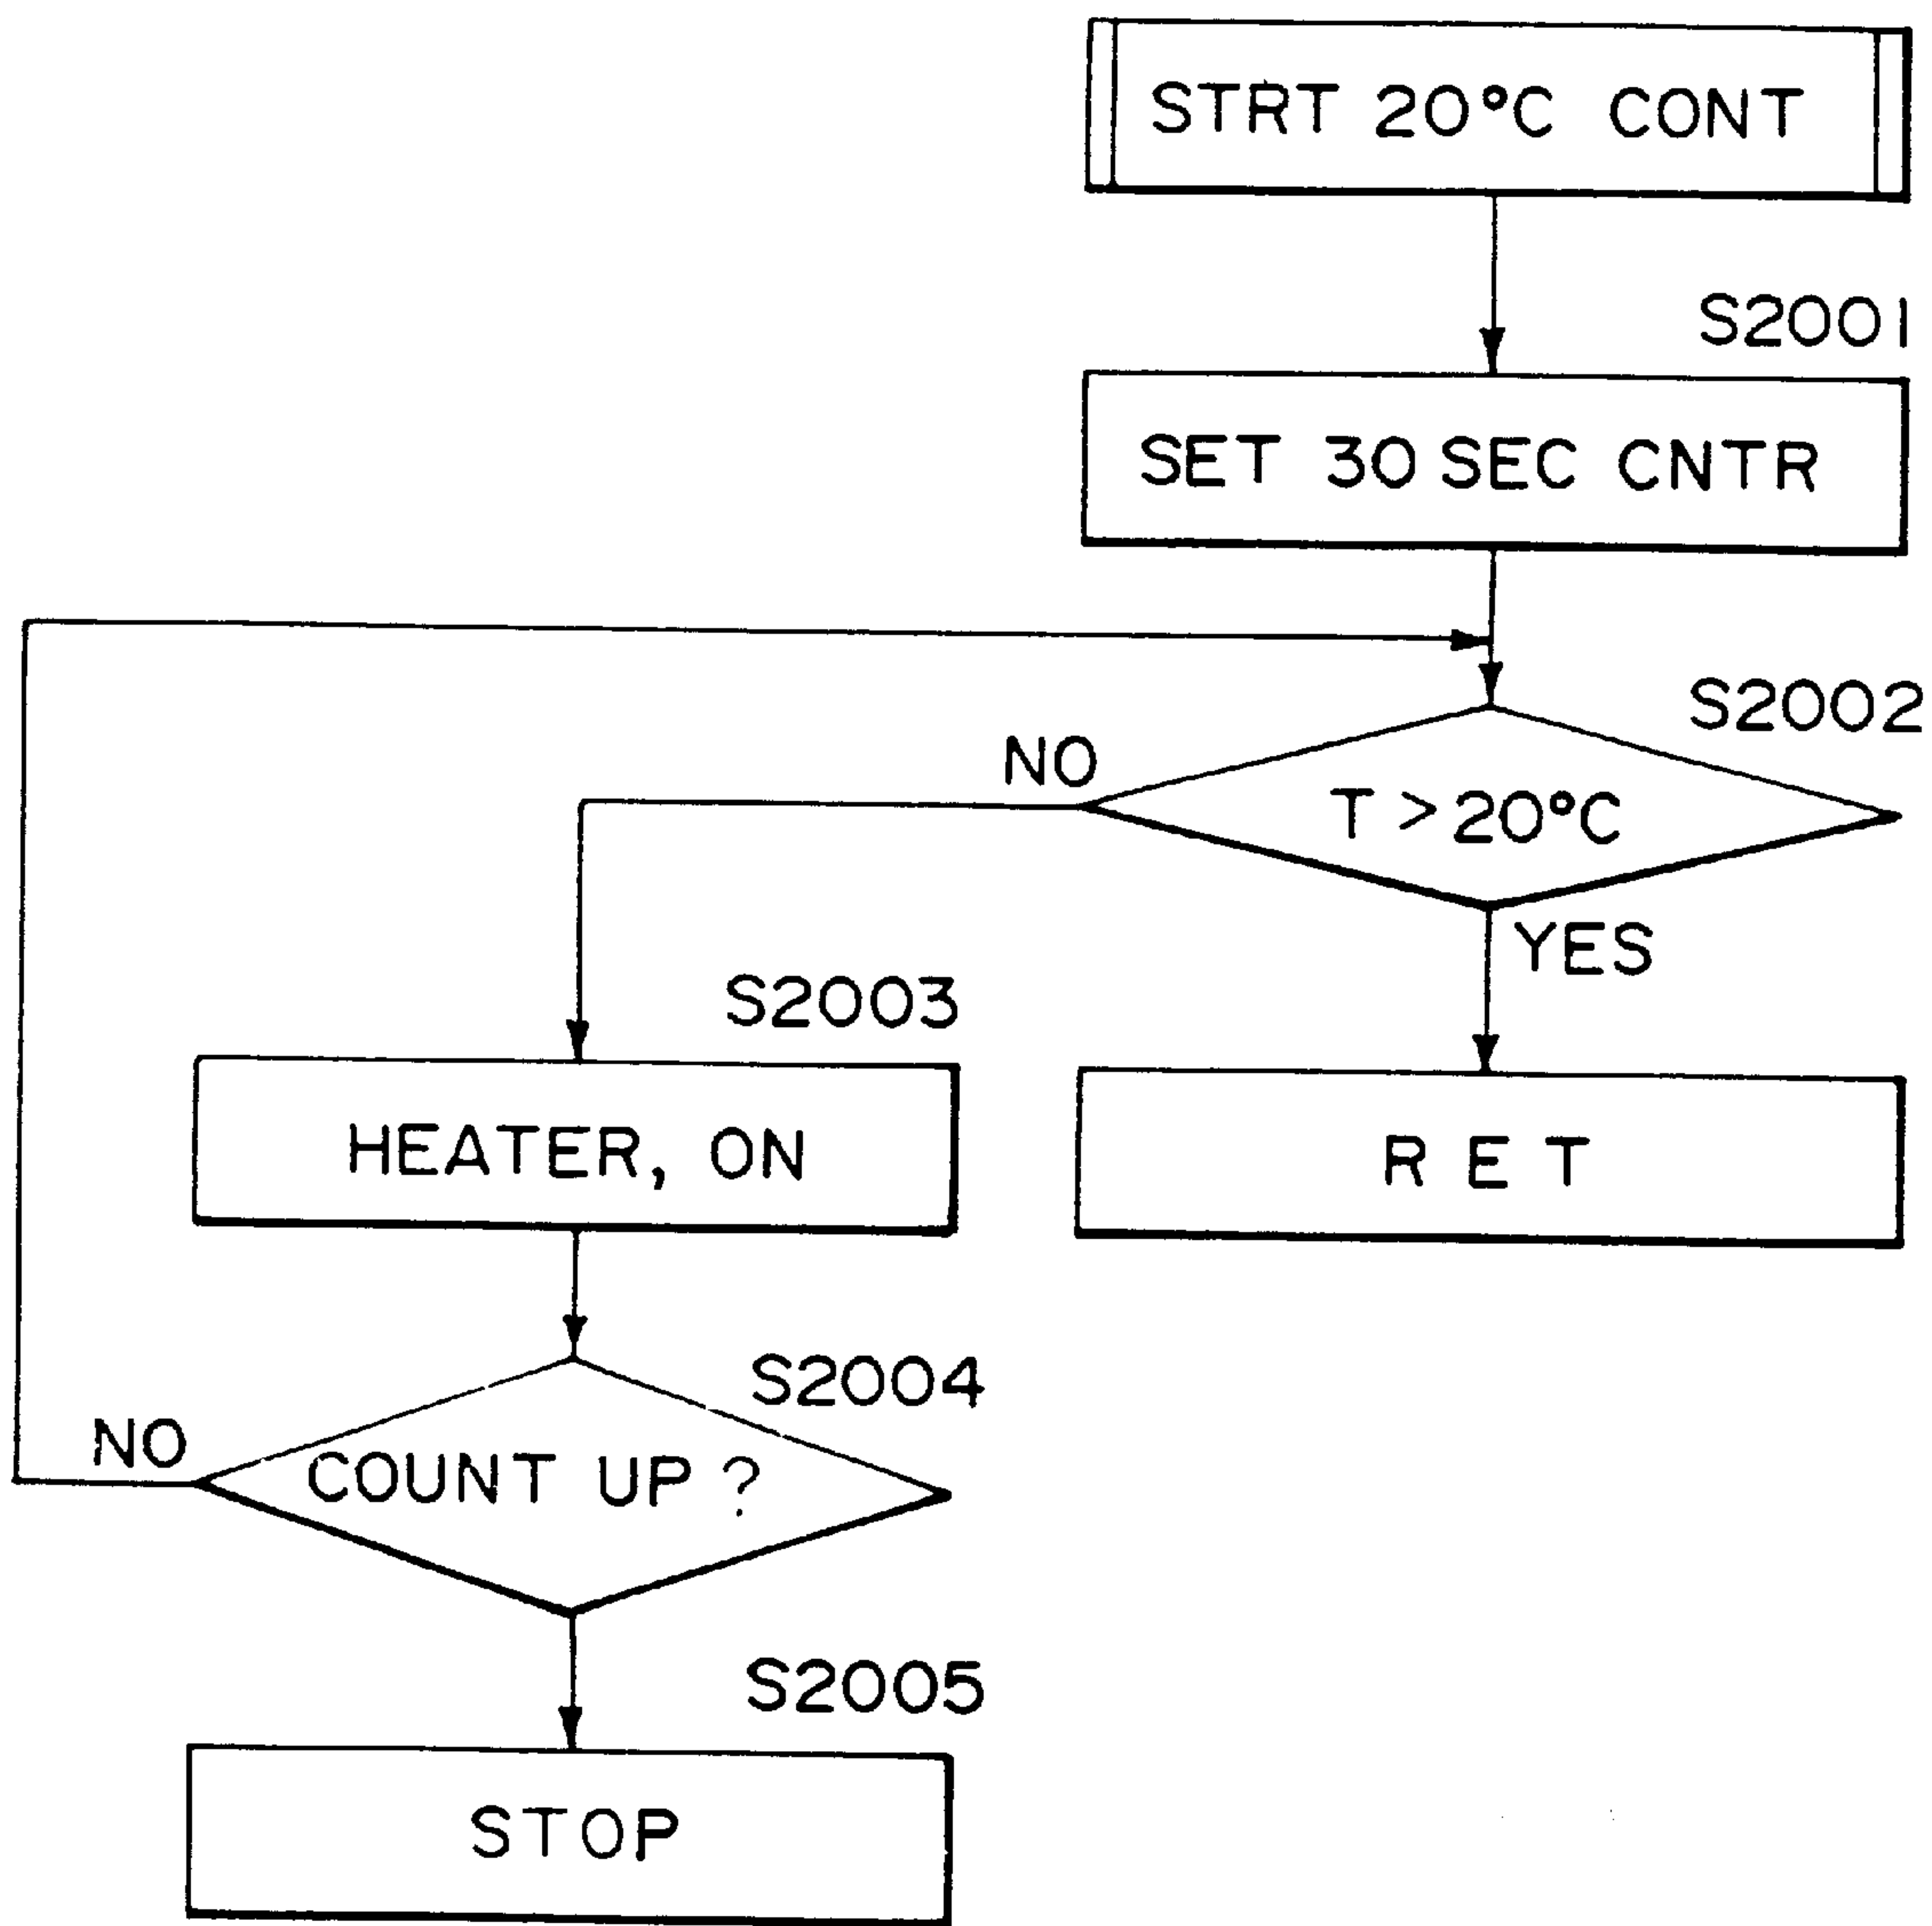 STRT 20°C CONT
S2001
SET 30 SEC CNTR
S2002
NO
T > 20°C
YES
S2003
HEATER, ON
RET
S2004
NO
COUNT UP ?
S2005
STOP